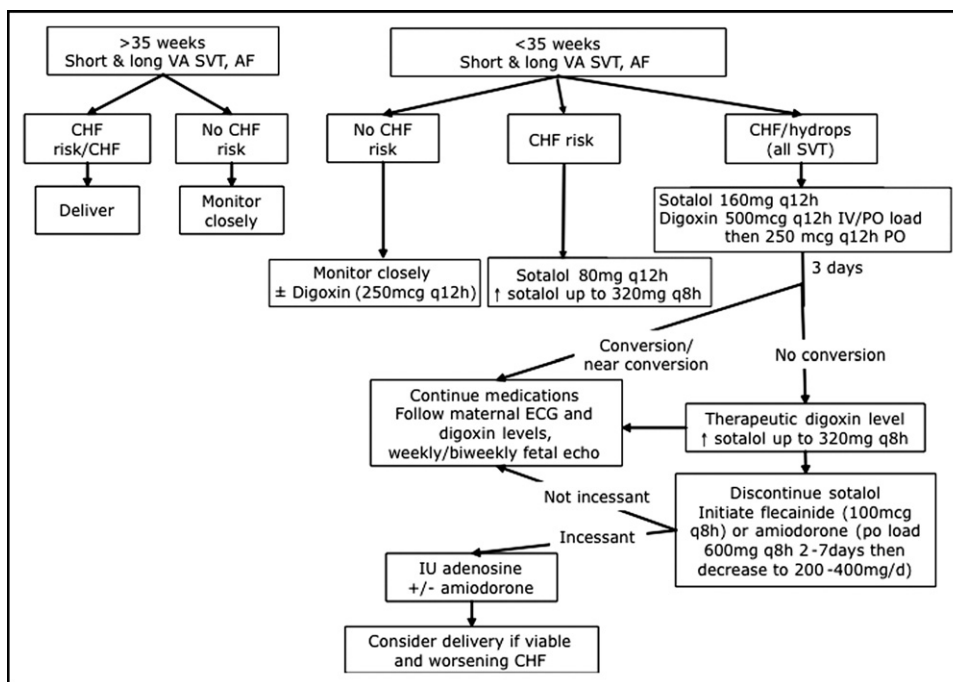 >35 weeks
Short & long VA SVT, AF
<35 weeks
Short & long VA SVT, AF
CHF
risk/CHF
No CHF
risk
No CHF
risk
CHF risk
CHF/hydrops
(all SVT)
Deliver
Monitor
closely
Monitor closely
± Digoxin (250mcg q12h)
Sotalol 80mg q12h
↑ sotalol up to 320mg q8h
Sotalol 160mg q12h
Digoxin 500mcg q12h IV/PO load
then 250 mcg q12h PO
3 days
Conversion/
near conversion
No conversion
Continue medications
Follow maternal ECG and
digoxin levels,
weekly/biweekly fetal echo
Therapeutic digoxin level
↑ sotalol up to 320mg q8h
Not incessant
Incessant
Discontinue sotalol
Initiate flecainide (100mcg
q8h) or amiodorone (po load
600mg q8h 2-7days then
decrease to 200-400mg/d)
IU adenosine
+/- amiodorone
Consider delivery if viable
and worsening CHF